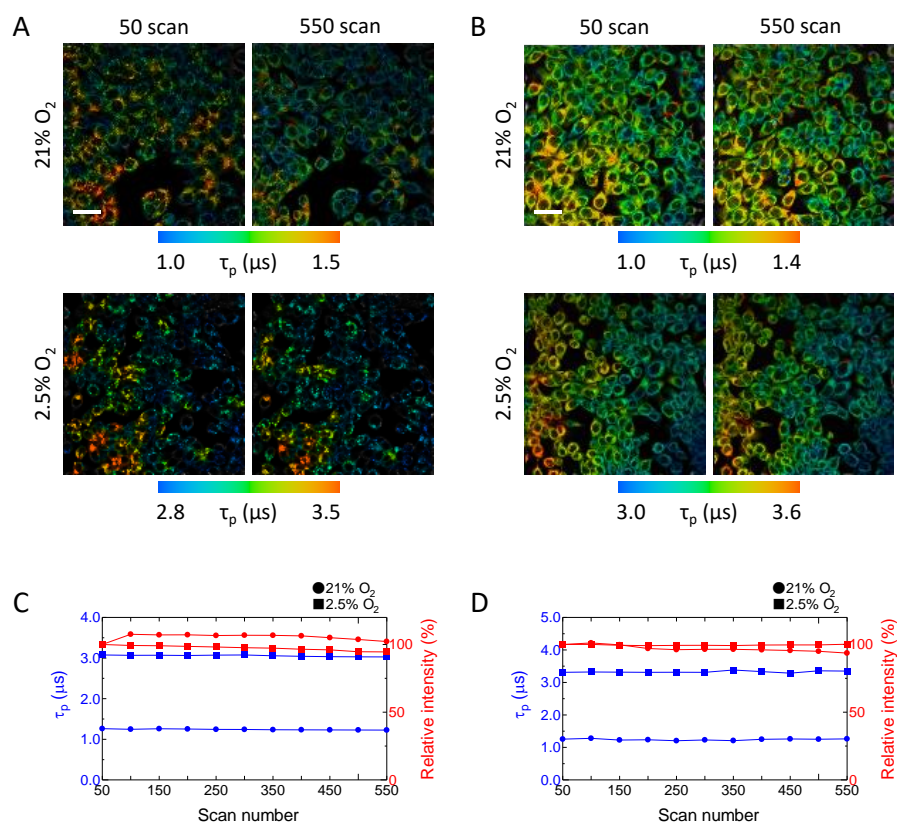 A
50 scan 550 scan
21% O₂
1.0 τₚ (μs) 1.5
2.5% O₂
2.8 τₚ (μs) 3.5
B
50 scan 550 scan
21% O₂
1.0 τₚ (μs) 1.4
2.5% O₂
3.0 τₚ (μs) 3.6
C
●21% O₂
■2.5% O₂
4.0
3.0
2.0
1.0
0.0
τₚ (μs)
100
50
0
Relative intensity (%)
50 150 250 350 450 550
Scan number
D
●21% O₂
■2.5% O₂
5.0
4.0
3.0
2.0
1.0
0.0
τₚ (μs)
100
50
0
Relative intensity (%)
50 150 250 350 450 550
Scan number